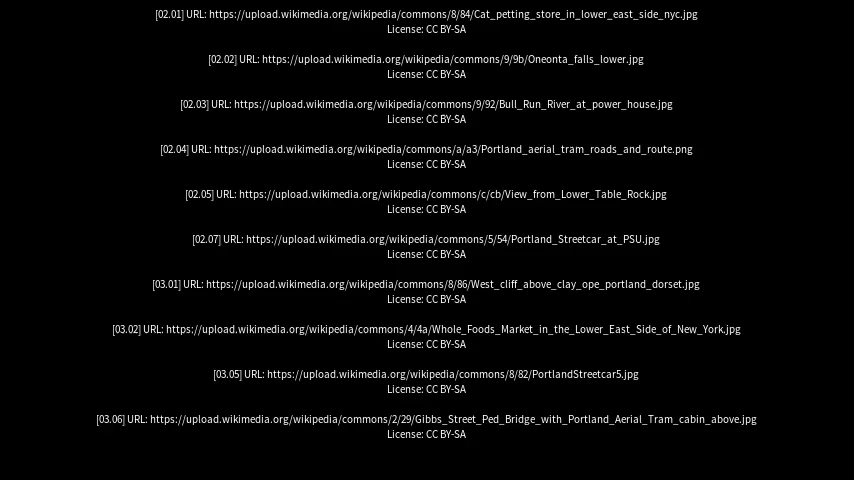 [02.01] URL: https://upload.wikimedia.org/wikipedia/commons/8/84/Cat_petting_store_in_lower_east_side_nyc.jpg
License: CC BY-SA
[02.02] URL: https://upload.wikimedia.org/wikipedia/commons/9/9b/Oneonta_falls_lower.jpg
License: CC BY-SA
[02.03] URL: https://upload.wikimedia.org/wikipedia/commons/9/92/Bull_Run_River_at_power_house.jpg
License: CC BY-SA
[02.04] URL: https://upload.wikimedia.org/wikipedia/commons/a/a3/Portland_aerial_tram_roads_and_route.png
License: CC BY-SA
[02.05] URL: https://upload.wikimedia.org/wikipedia/commons/c/cb/View_from_Lower_Table_Rock.jpg
License: CC BY-SA
[02.07] URL: https://upload.wikimedia.org/wikipedia/commons/5/54/Portland_Streetcar_at_PSU.jpg
License: CC BY-SA
[03.01] URL: https://upload.wikimedia.org/wikipedia/commons/8/86/West_cliff_above_clay_ope_portland_dorset.jpg
License: CC BY-SA
[03.02] URL: https://upload.wikimedia.org/wikipedia/commons/4/4a/Whole_Foods_Market_in_the_Lower_East_Side_of_New_York.jpg
License: CC BY-SA
[03.05] URL: https://upload.wikimedia.org/wikipedia/commons/8/82/PortlandStreetcar5.jpg
License: CC BY-SA
[03.06] URL: https://upload.wikimedia.org/wikipedia/commons/2/29/Gibbs_Street_Ped_Bridge_with_Portland_Aerial_Tram_cabin_above.jpg
License: CC BY-SA